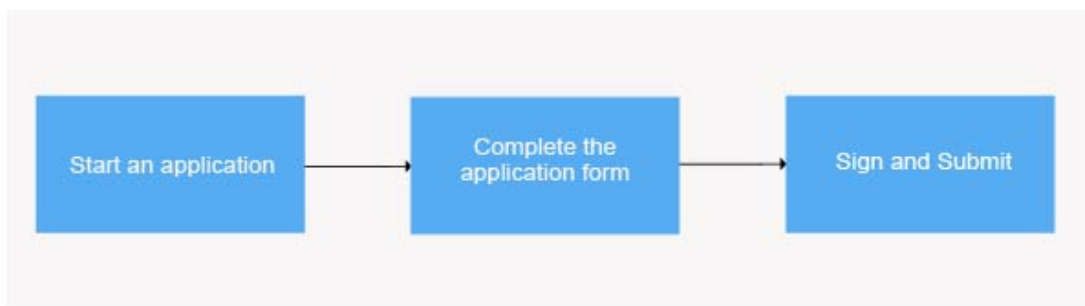 Start an application
Complete the
application form
Sign and Submit